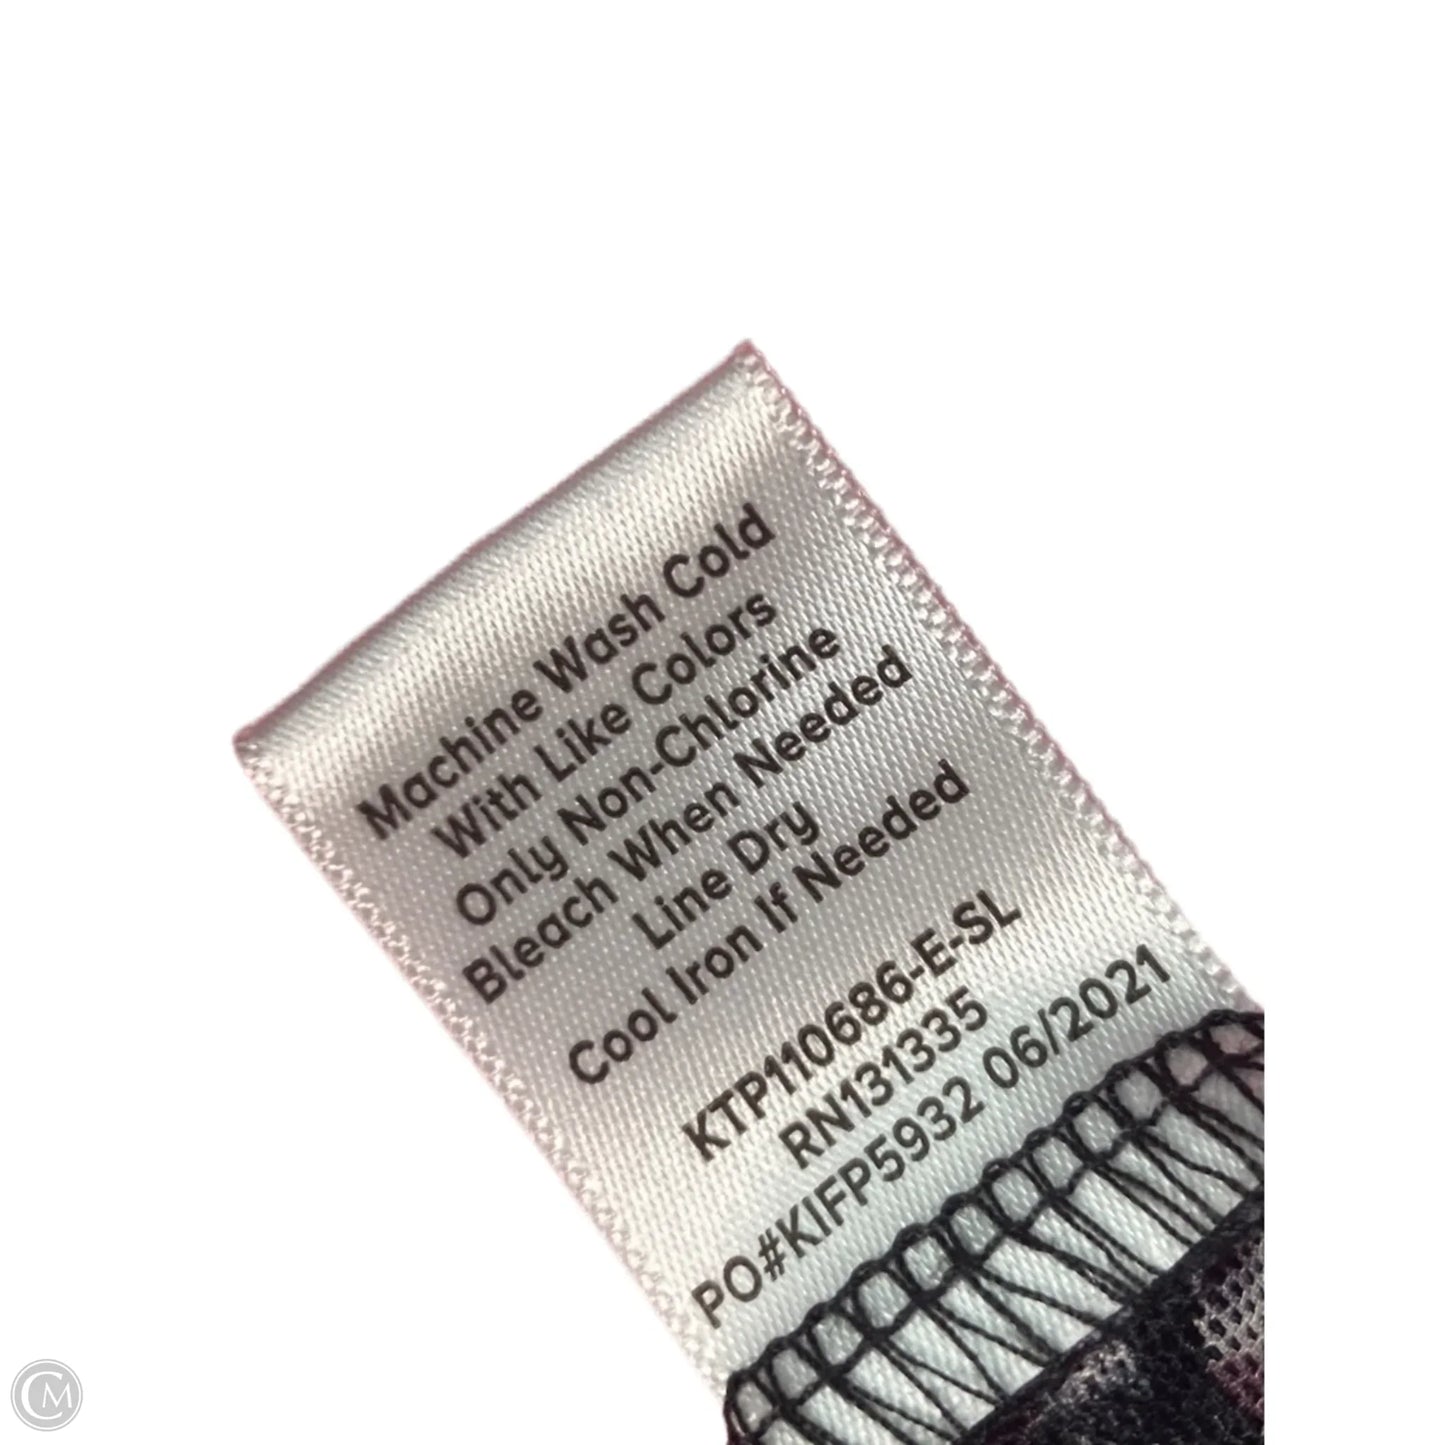 Machine Wash Cold
With Like Colors
Only Non-Chlorine
Bleach When Needed
Line Dry
Cool Iron If Needed
KTP110686-E-SL
RN131335
PO#KIFP5932 06/2021
CM